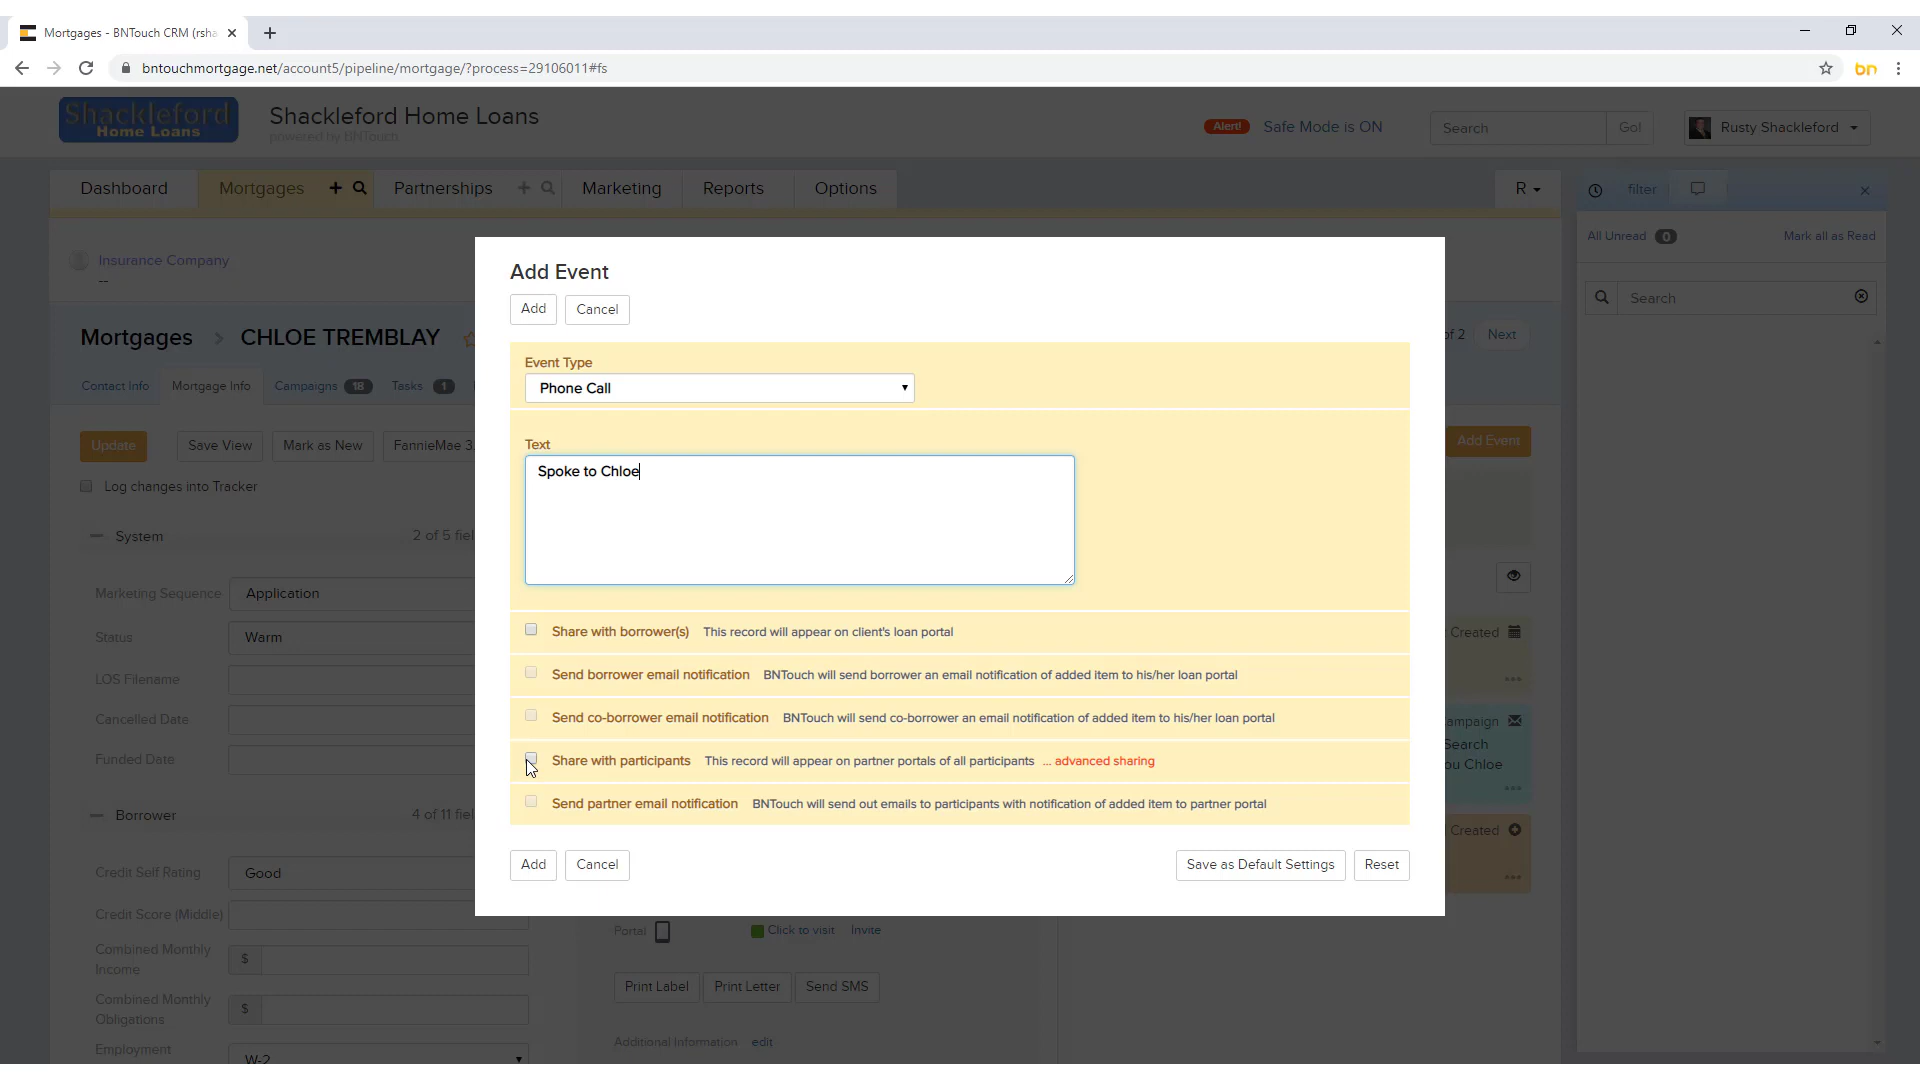 Mortgages - BNTouch CRM (rsha
bntouchmortgage.net/account5/pipeline/mortgage/?process=29106011#fs
bn
Shackleford
Home Loans
Shackleford Home Loans
powered by BNTouch
Alert!
Safe Mode is ON
Search
Go!
Rusty Shackleford
Dashboard
Mortgages
Partnerships
Marketing
Reports
Options
R
filter
All Unread 0
Mark all as Read
Search
Insurance Company
--
Mortgages > CHLOE TREMBLAY
of 2
Next
Contact Info
Mortgage Info
Campaigns 18
Tasks 1
Update
Save View
Mark as New
FannieMae 3.
Add Event
Log changes into Tracker
System
2 of 5 fiel
Marketing Sequence
Application
Status
Warm
LOS Filename
Cancelled Date
Funded Date
Borrower
4 of 11 fiel
Credit Self Rating
Good
Credit Score (Middle)
Combined Monthly
Income
$
Combined Monthly
Obligations
$
Employment
W-2
Add Event
Add
Cancel
Event Type
Phone Call
Text
Spoke to Chloe
Share with borrower(s) This record will appear on client's loan portal
Send borrower email notification BNTouch will send borrower an email notification of added item to his/her loan portal
Send co-borrower email notification BNTouch will send co-borrower an email notification of added item to his/her loan portal
Share with participants This record will appear on partner portals of all participants ... advanced sharing
Send partner email notification BNTouch will send out emails to participants with notification of added item to partner portal
Add
Cancel
Save as Default Settings
Reset
Created
ampaign
Search
ou Chloe
Created
Portal
Click to visit
Invite
Print Label
Print Letter
Send SMS
Additional Information
edit